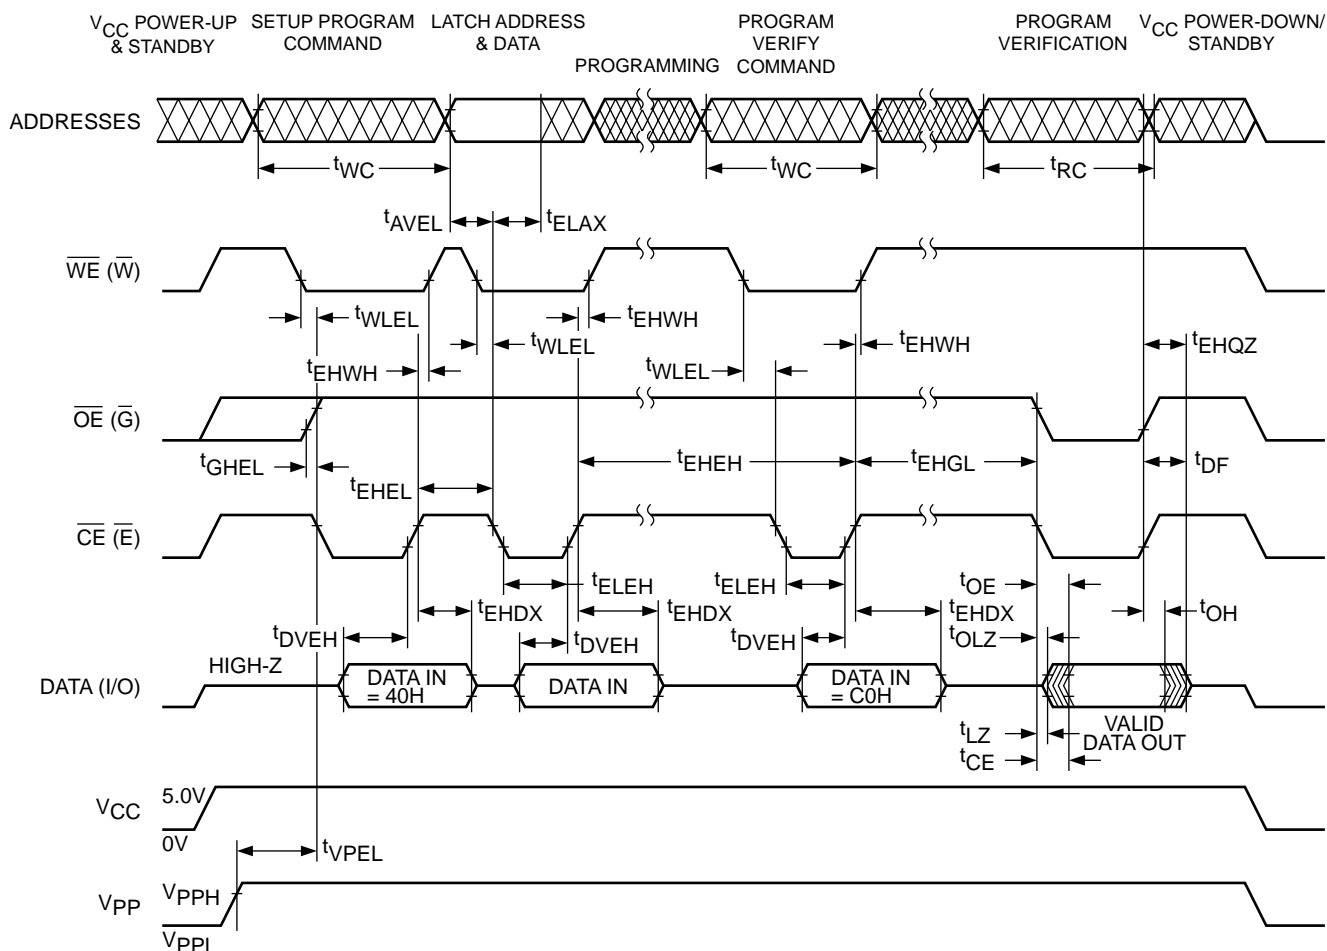 VCC POWER-UP
& STANDBY
SETUP PROGRAM
COMMAND
LATCH ADDRESS
& DATA
PROGRAMMING
PROGRAM
VERIFY
COMMAND
PROGRAM
VERIFICATION
VCC POWER-DOWN/
STANDBY
ADDRESSES
tWC
tWC
tRC
tAVEL
tELAX
WE (W)
tWLEL
tEHWH
tWLEL
tEHWH
tEHWH
tWLEL
tEHQZ
OE (G)
tGHEL
tEHEH
tEHGL
tDF
tEHEL
CE (E)
tELEH
tELEH
tOE
tEHDX
tEHDX
tEHDX
tOH
tDVEH
tDVEH
tDVEH
tOLZ
DATA (I/O)
HIGH-Z
DATA IN
= 40H
DATA IN
DATA IN
= C0H
VALID
DATA OUT
tLZ
tCE
VCC
5.0V
0V
tVPEL
VPP
VPPH
VPPL